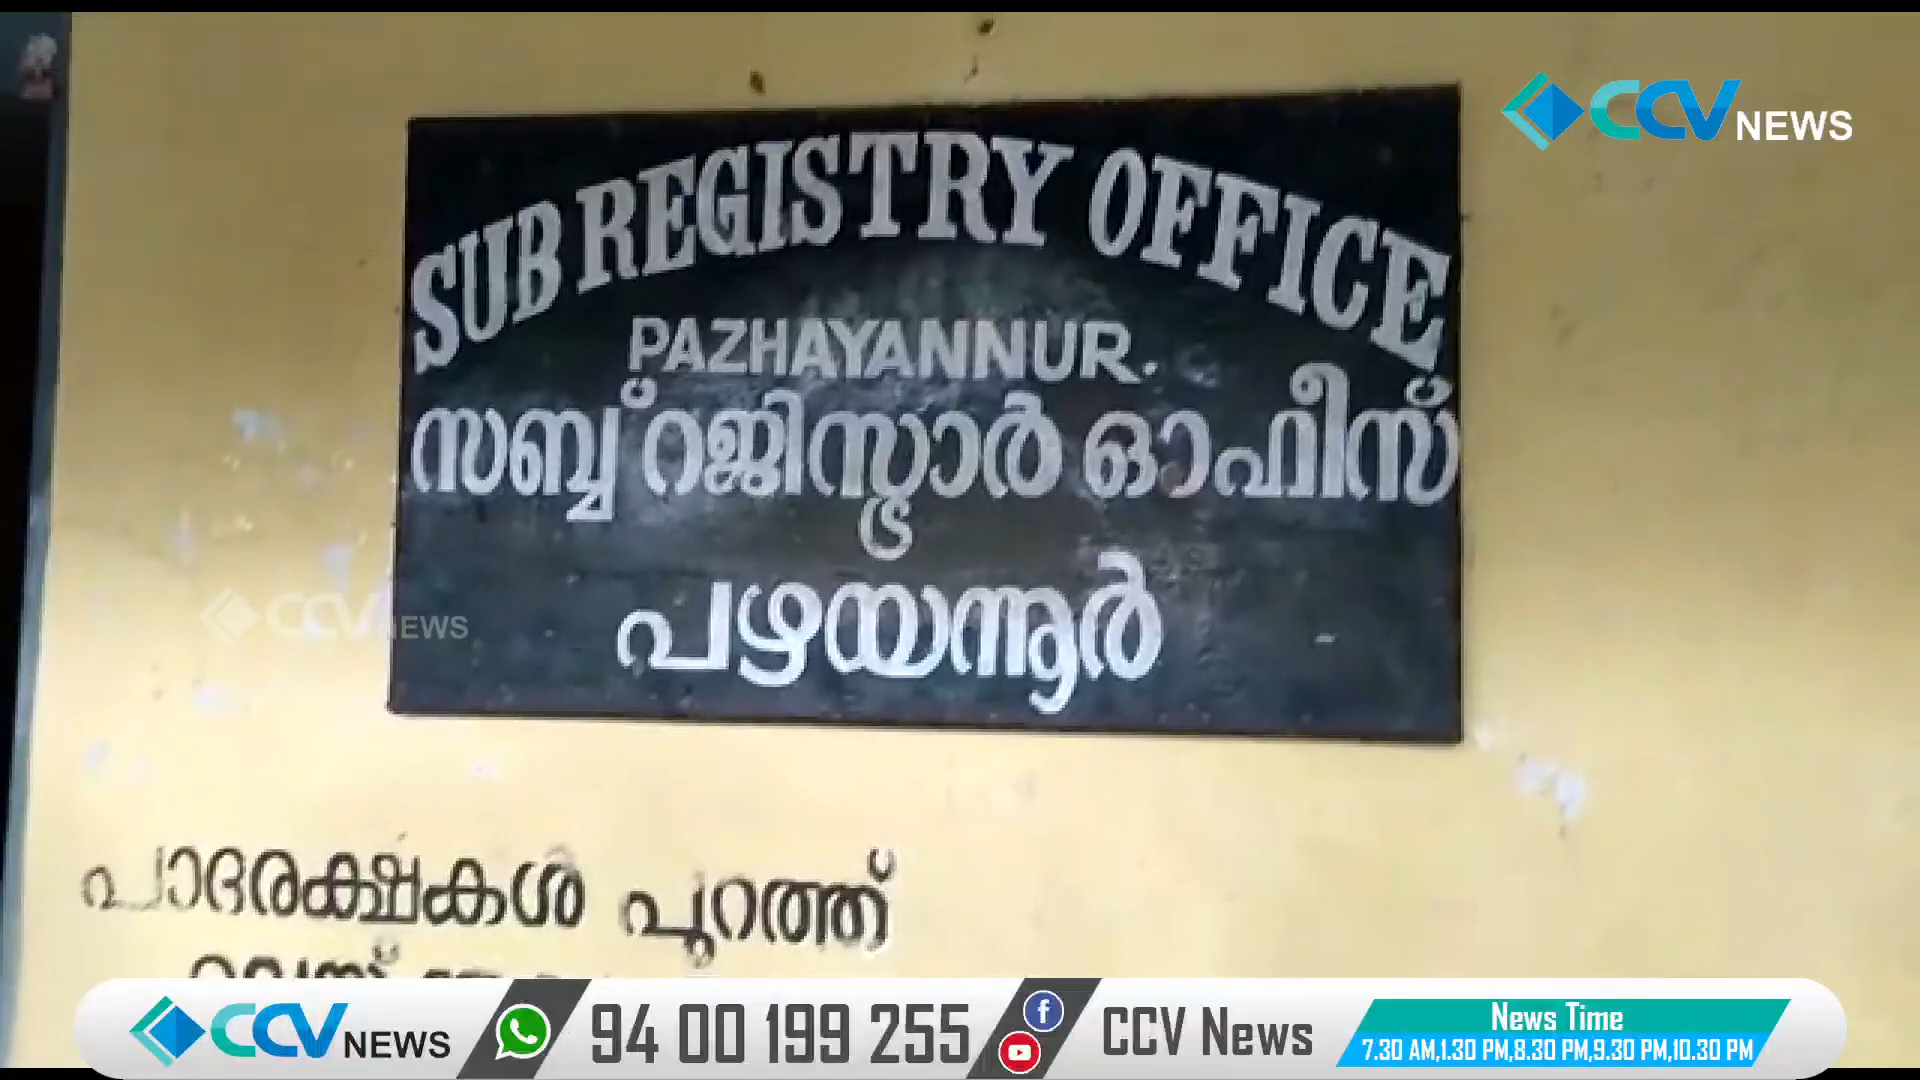 CCV NEWS
SUB REGISTRY OFFICE
PAZHAYANNUR.
സബ്ബ് റജിസ്ട്രാർ ഓഫീസ്
പഴയന്നൂർ
CCV NEWS
പാദരക്ഷകൾ പുറത്ത്
CCV NEWS
94 00 199 255
CCV News
News Time
7.30 AM,1.30 PM,8.30 PM,9.30 PM,10.30 PM